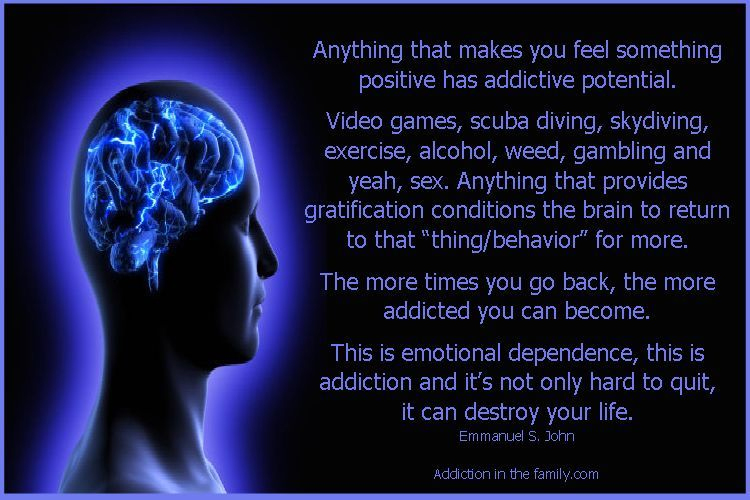 Anything that makes you feel something
positive has addictive potential.
Video games, scuba diving, skydiving,
exercise, alcohol, weed, gambling and
yeah, sex. Anything that provides
gratification conditions the brain to return
to that “thing/behavior” for more.
The more times you go back, the more
addicted you can become.
This is emotional dependence, this is
addiction and it’s not only hard to quit,
it can destroy your life.
Emmanuel S. John
Addiction in the family.com